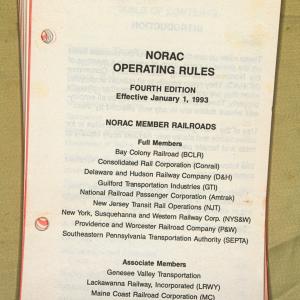 NORAC
OPERATING RULES
FOURTH EDITION
Effective January 1, 1993
NORAC MEMBER RAILROADS
Full Members
Bay Colony Railroad (BCLR)
Consolidated Rail Corporation (Conrail)
Delaware and Hudson Railway Company (D&H)
Guilford Transportation Industries (GTI)
National Railroad Passenger Corporation (Amtrak)
New Jersey Transit Rail Operations (NJT)
New York, Susquehanna and Western Railway Corp. (NYS&W)
Providence and Worcester Railroad Company (P&W)
Southeastern Pennsylvania Transportation Authority (SEPTA)
Associate Members
Genesee Valley Transportation
Lackawanna Railway, Incorporated (LRWY)
Maine Coast Railroad Corporation (MC)